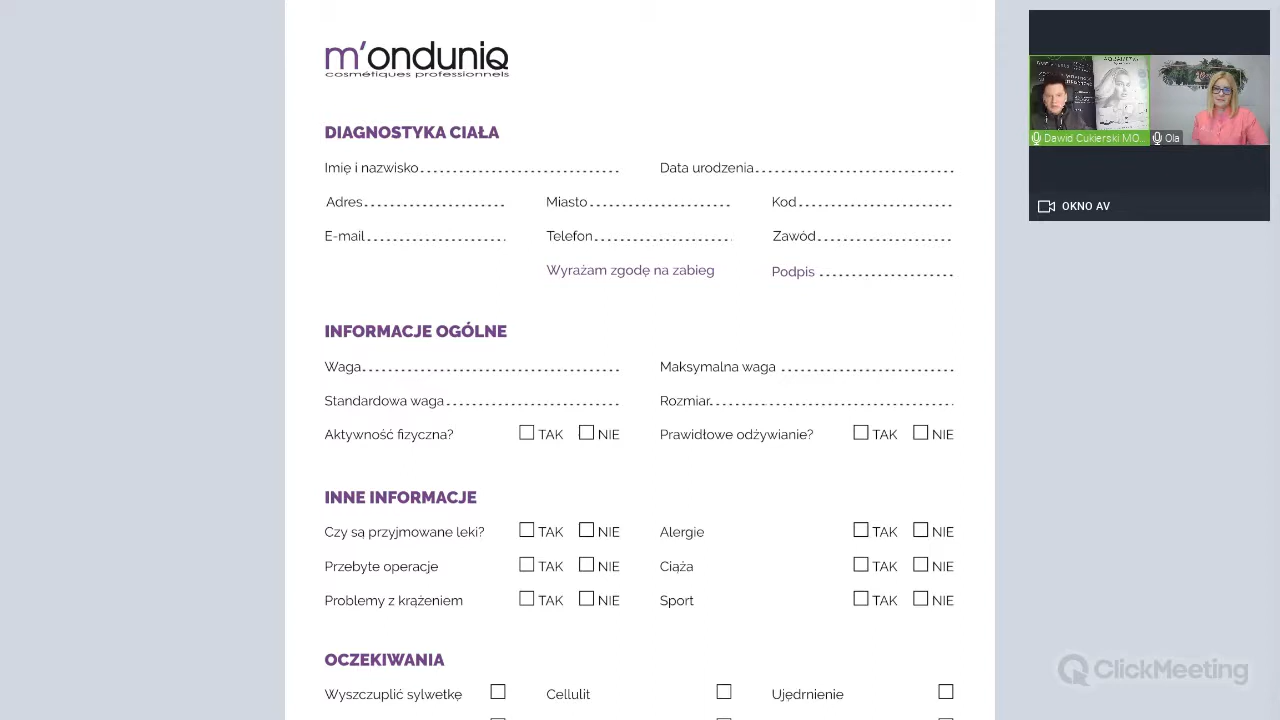 m'onduniq
cosmétiques professionnels
DIAGNOSTYKA CIAŁA
Imię i nazwisko Data urodzenia
Adres Miasto Kod
E-mail Telefon Zawód
Wyrażam zgodę na zabieg Podpis
INFORMACJE OGÓLNE
Waga Maksymalna waga
Standardowa waga Rozmiar
Aktywność fizyczna? TAK NIE Prawidłowe odżywianie? TAK NIE
INNE INFORMACJE
Czy są przyjmowane leki? TAK NIE Alergie TAK NIE
Przebyte operacje TAK NIE Ciąża TAK NIE
Problemy z krążeniem TAK NIE Sport TAK NIE
OCZEKIWANIA
Wyszczuplić sylwetkę Cellulit Ujędrnienie
Dawid Cukierski MO... Ola
OKNO AV
ClickMeeting